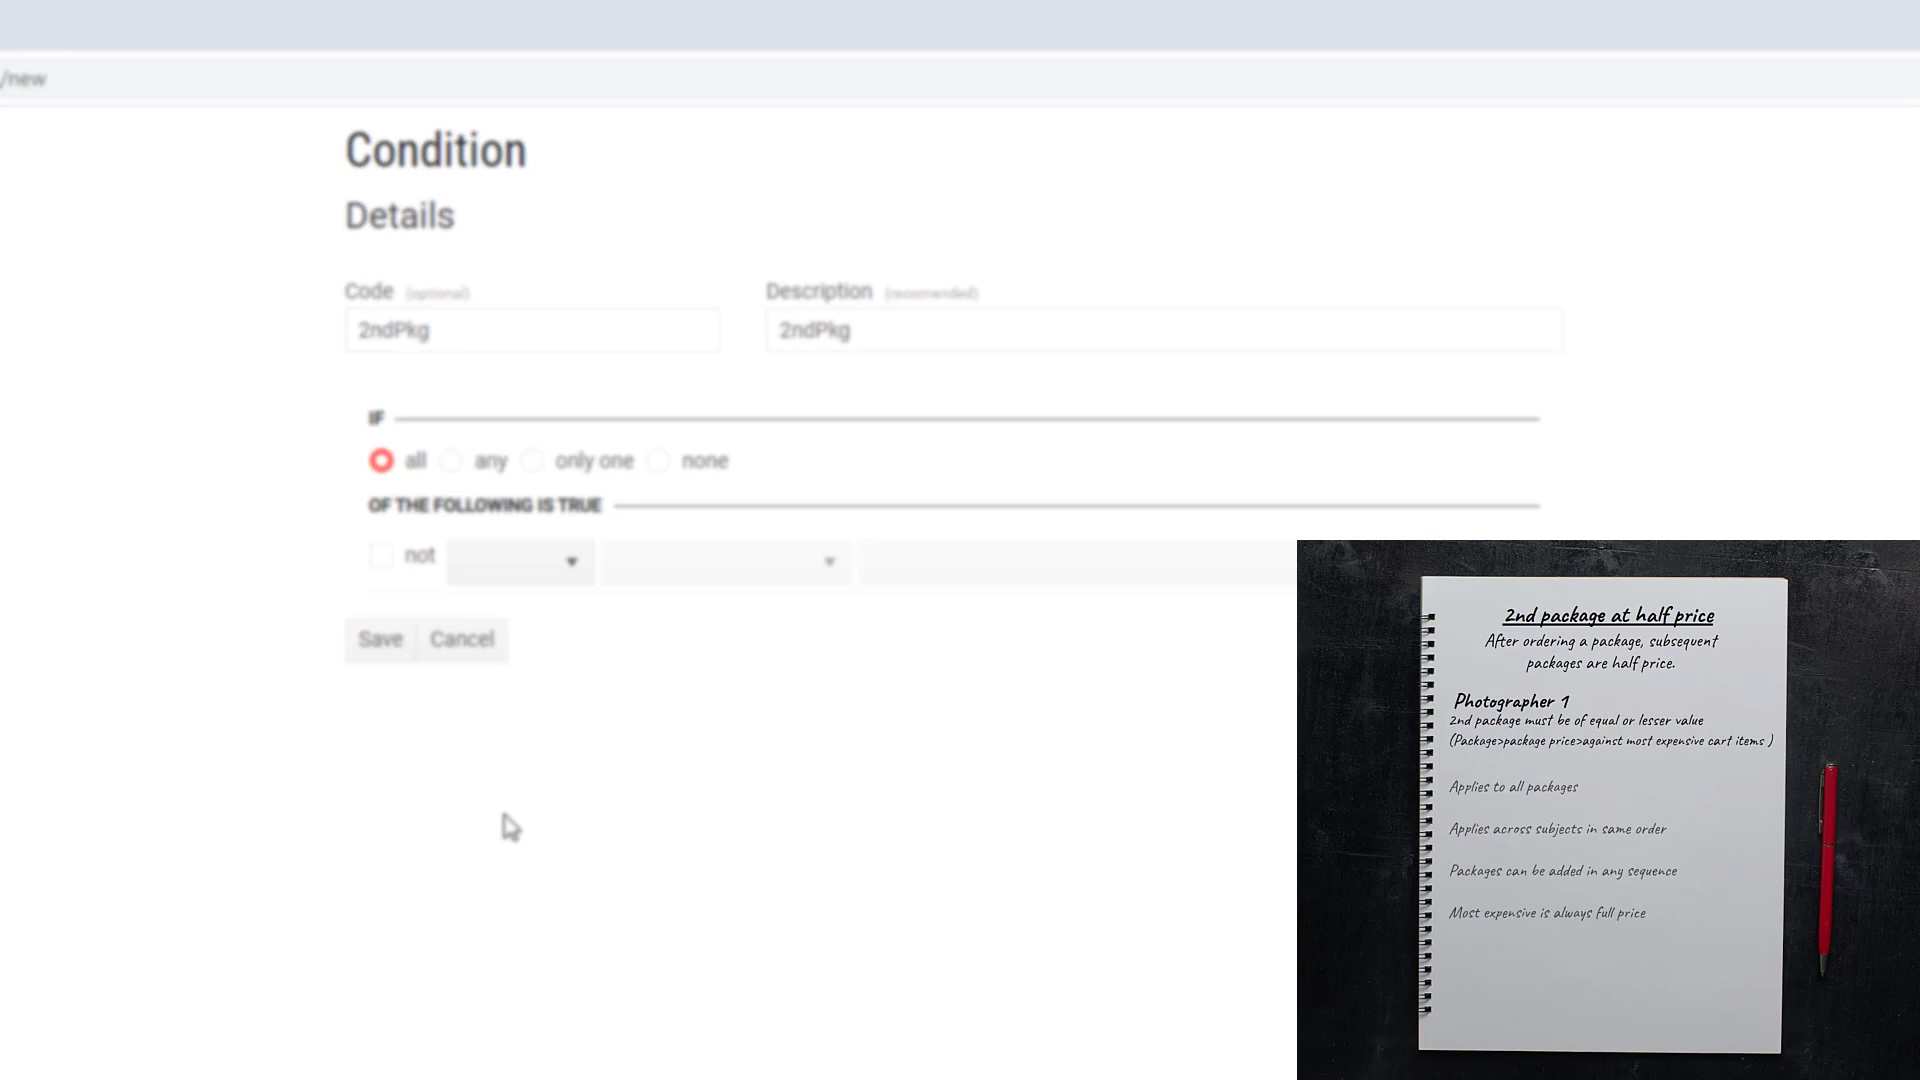 /new
Condition
Details
Code (optional)
Description (recomended)
2ndPkg
2ndPkg
IF
all any only one none
OF THE FOLLOWING IS TRUE
not
Save Cancel
2nd package at half price
After ordering a package, subsequent
packages are half price.
Photographer 1
2nd package must be of equal or lesser value
(Package>package price>against most expensive cart items )
Applies to all packages
Applies across subjects in same order
Packages can be added in any sequence
Most expensive is always full price